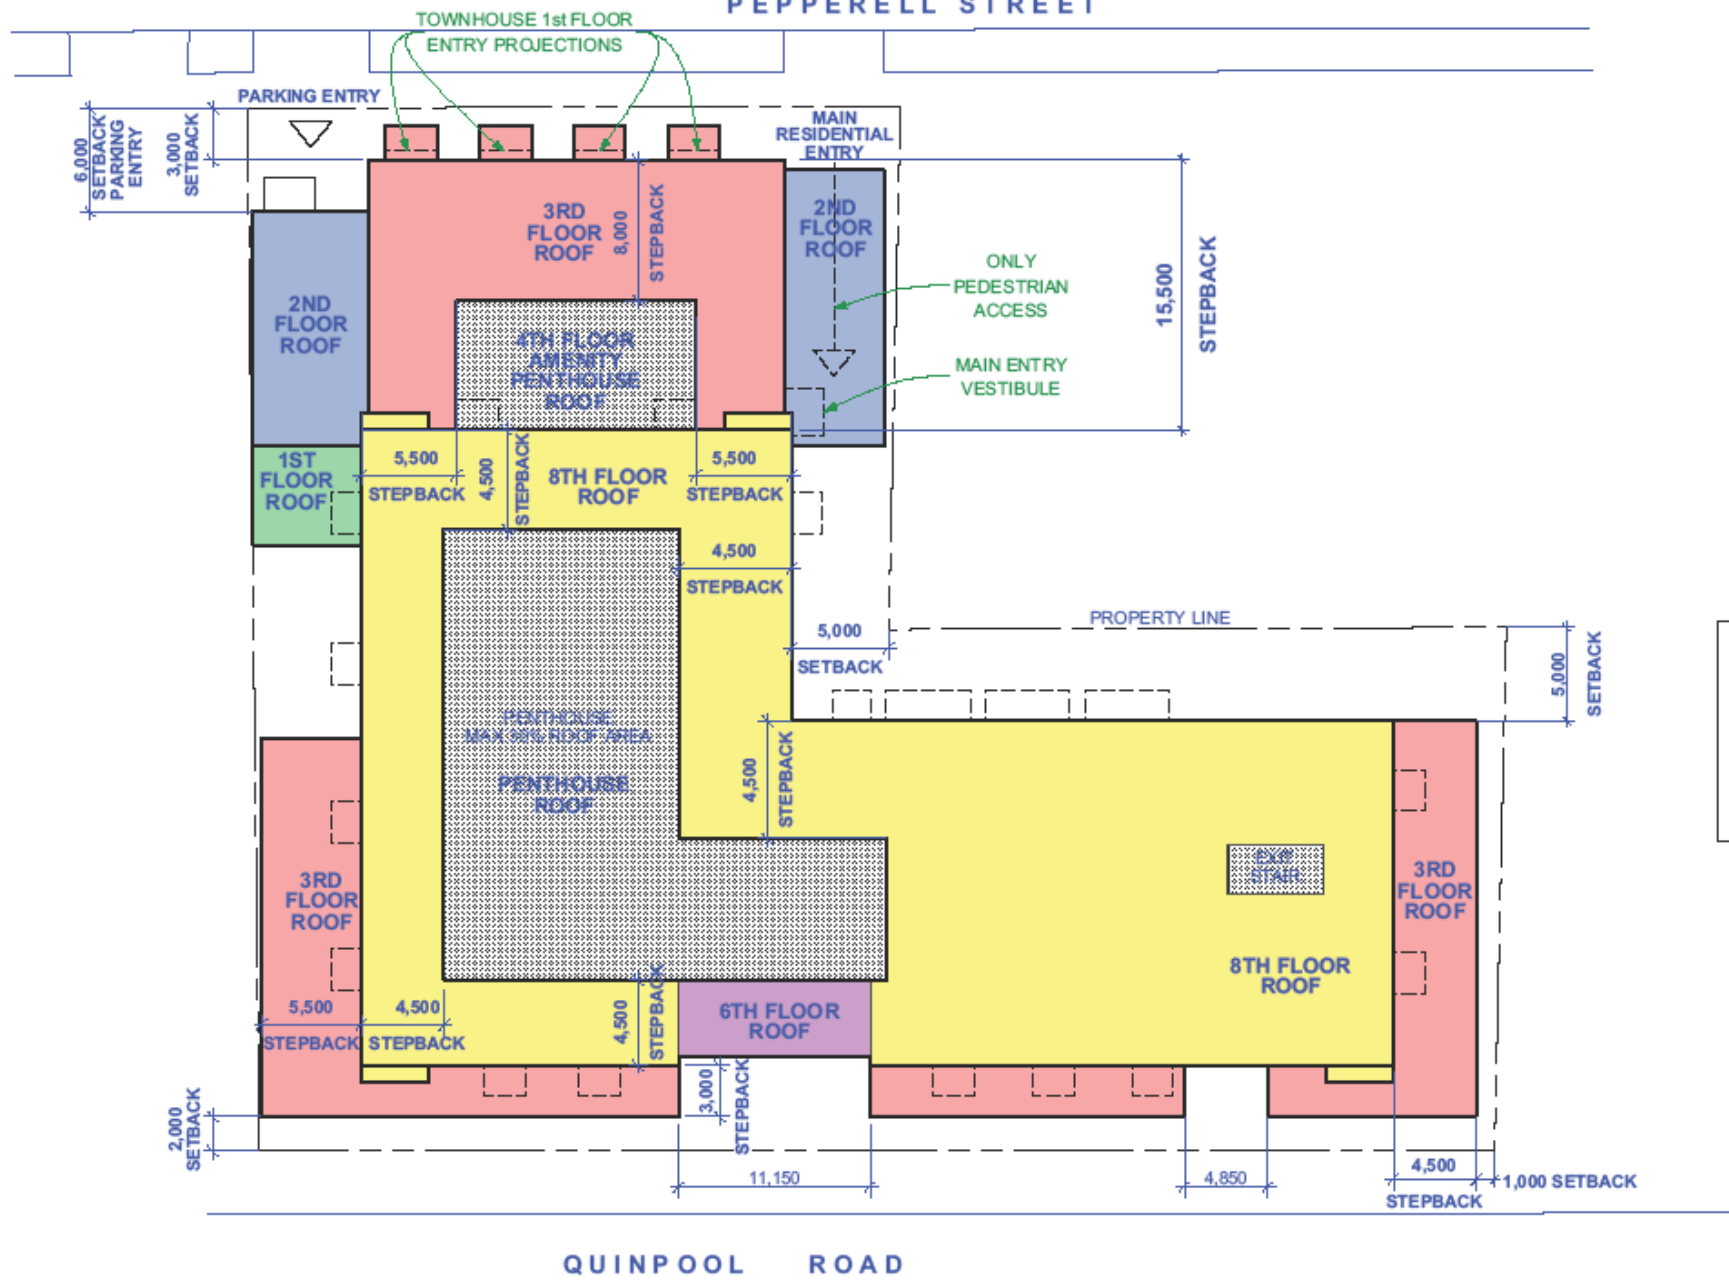 PEPPERELL STREET
TOWNHOUSE 1st FLOOR
ENTRY PROJECTIONS
PARKING ENTRY
6,000
SETBACK
PARKING
ENTRY
3,000
SETBACK
MAIN
RESIDENTIAL
ENTRY
3RD
FLOOR
ROOF
8,000
STEPBACK
2ND
FLOOR
ROOF
15,500
STEPBACK
ONLY
PEDESTRIAN
ACCESS
2ND
FLOOR
ROOF
4TH FLOOR
AMENITY
PENTHOUSE
ROOF
MAIN ENTRY
VESTIBULE
1ST
FLOOR
ROOF
5,500
STEPBACK
4,500
STEPBACK
8TH FLOOR
ROOF
5,500
STEPBACK
4,500
STEPBACK
5,000
SETBACK
PROPERTY LINE
5,000
SETBACK
PENTHOUSE
MAX 30% ROOF AREA
PENTHOUSE
ROOF
4,500
STEPBACK
EXIT
STAIR
3RD
FLOOR
ROOF
3RD
FLOOR
ROOF
8TH FLOOR
ROOF
5,500
STEPBACK
4,500
STEPBACK
4,500
STEPBACK
6TH FLOOR
ROOF
3,000
STEPBACK
2,000
SETBACK
11,150
4,850
4,500
STEPBACK
1,000 SETBACK
QUINPOOL ROAD